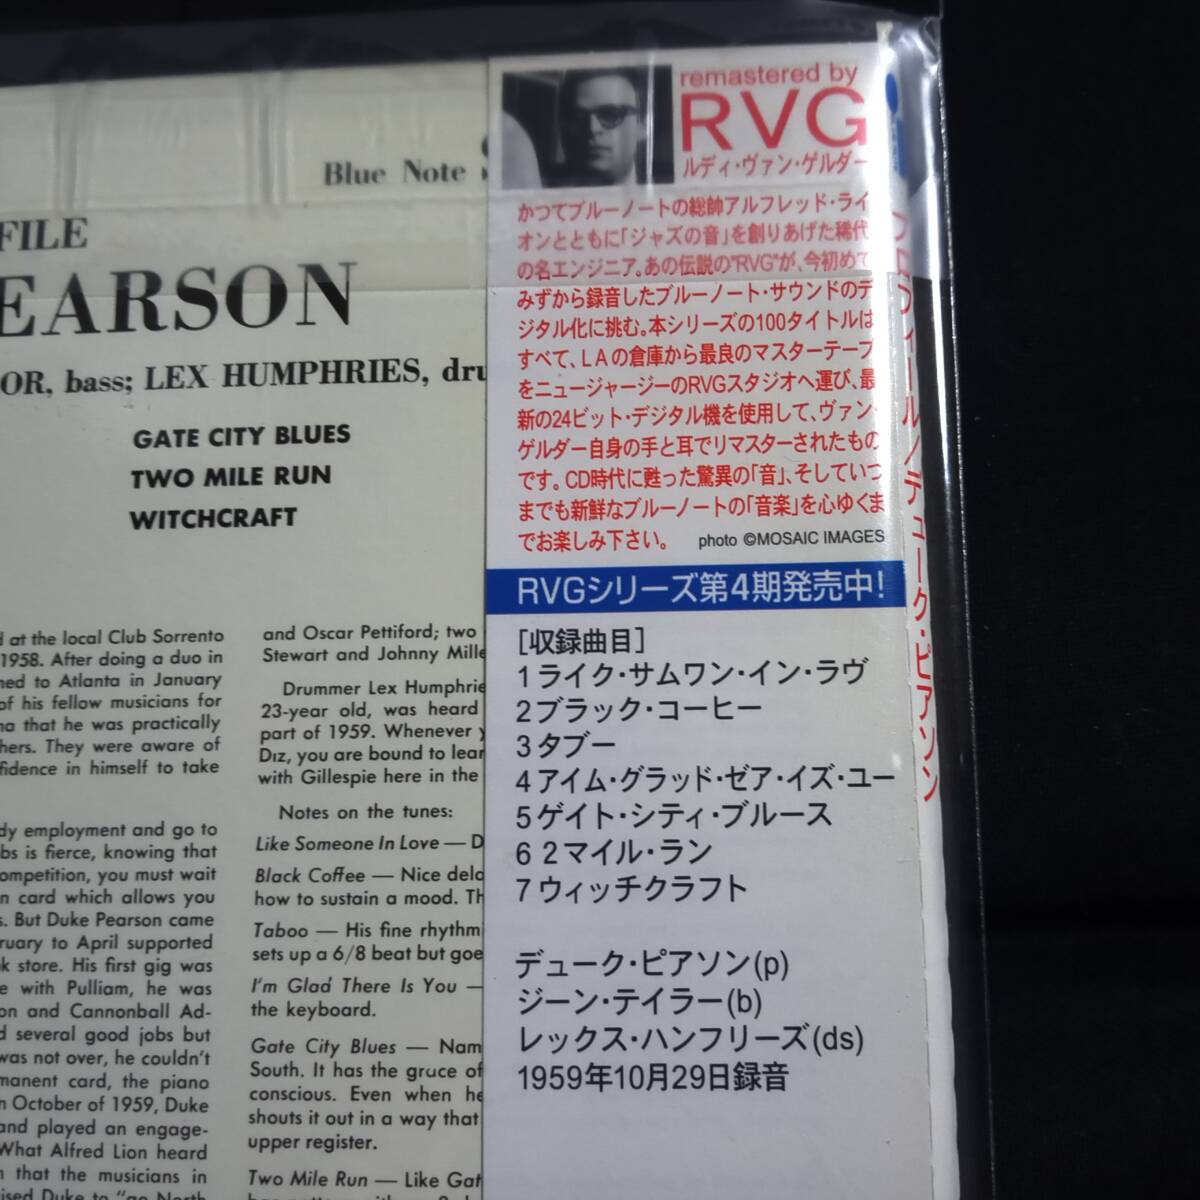 Blue Note
FILE
EARSON
OR, bass; LEX HUMPHRIES, dru
GATE CITY BLUES
TWO MILE RUN
WITCHCRAFT
d at the local Club Sorrento
1958. After doing a duo in
ned to Atlanta in January
of his fellow musicians for
na that he was practically
hers. They were aware of
fidence in himself to take
dy employment and go to
bs is fierce, knowing that
ompetition, you must wait
n card which allows you
s. But Duke Pearson came
ruary to April supported
k store. His first gig was
e with Pulliam, he was
on and Cannonball Ad-
d several good jobs but
was not over, he couldn't
manent card, the piano
n October of 1959, Duke
and played an engage-
What Alfred Lion heard
n that the musicians in
ised Duke to "go North
and Oscar Pettiford; two
Stewart and Johnny Mille
Drummer Lex Humphrie
23-year old, was heard
part of 1959. Whenever y
Diz, you are bound to lear
with Gillespie here in the
Notes on the tunes:
Like Someone In Love — D
Black Coffee — Nice delc
how to sustain a mood. Th
Taboo — His fine rhythm
sets up a 6/8 beat but goe
I'm Glad There Is You —
the keyboard.
Gate City Blues — Nam
South. It has the gruce of
conscious. Even when he
shouts it out in a way that
upper register.
Two Mile Run — Like Gat
remastered by
RVG
ルディ・ヴァン・ゲルダー
かつてブルーノートの総帥アルフレッド・ライ
オンとともに「ジャズの音」を創りあげた稀代
の名エンジニア。あの伝説の"RVG"が、今初めて
みずから録音したブルーノート・サウンドのデ
ジタル化に挑む。本シリーズの100タイトルは
すべて、LAの倉庫から最良のマスターテープ
をニュージャージーのRVGスタジオへ運び、最
新の24ビット・デジタル機を使用して、ヴァン・
ゲルダー自身の手と耳でリマスターされたもの
です。CD時代に甦った驚異の「音」、そしていつ
までも新鮮なブルーノートの「音楽」を心ゆくま
でお楽しみ下さい。 photo ©MOSAIC IMAGES
RVGシリーズ第4期発売中!
[収録曲目]
1 ライク・サムワン・イン・ラヴ
2 ブラック・コーヒー
3 タブー
4 アイム・グラッド・ゼア・イズ・ユー
5 ゲイト・シティ・ブルース
6 2マイル・ラン
7 ウィッチクラフト
デューク・ピアソン(p)
ジーン・テイラー(b)
レックス・ハンフリーズ(ds)
1959年10月29日録音
プロフィール/デューク・ピアソン